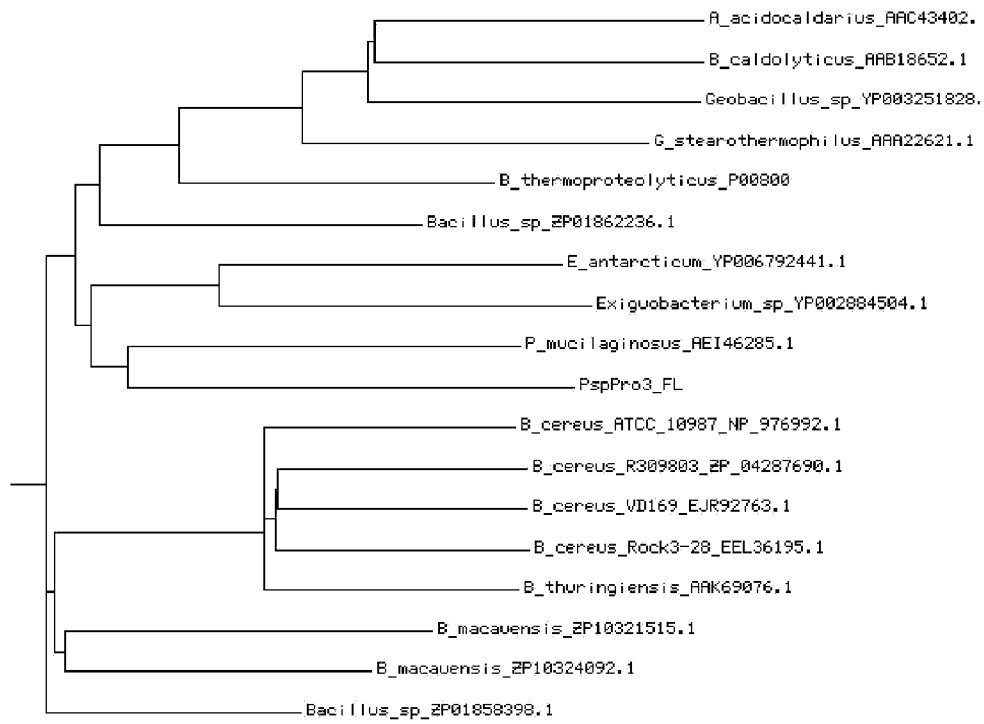 A_acidocaldarius_AAC43402.
B_caldolyticus_AAB18652.1
Geobacillus_sp_YP003251828.
G_stearothermophilus_AAA22621.1
B_thermoproteolyticus_P00800
Bacillus_sp_ZP01862236.1
E_antarcticum_YP006792441.1
Exiguobacterium_sp_YP002884504.1
P_mucilaginosus_AEI46285.1
PspPro3_FL
B_cereus_ATCC_10987_NP_976992.1
B_cereus_R309803_ZP_04287690.1
B_cereus_VD169_EJR92763.1
B_cereus_Rock3-28_EEL36195.1
B_thuringiensis_AAK69076.1
B_macauensis_ZP10321515.1
B_macauensis_ZP10324092.1
Bacillus_sp_ZP01858398.1